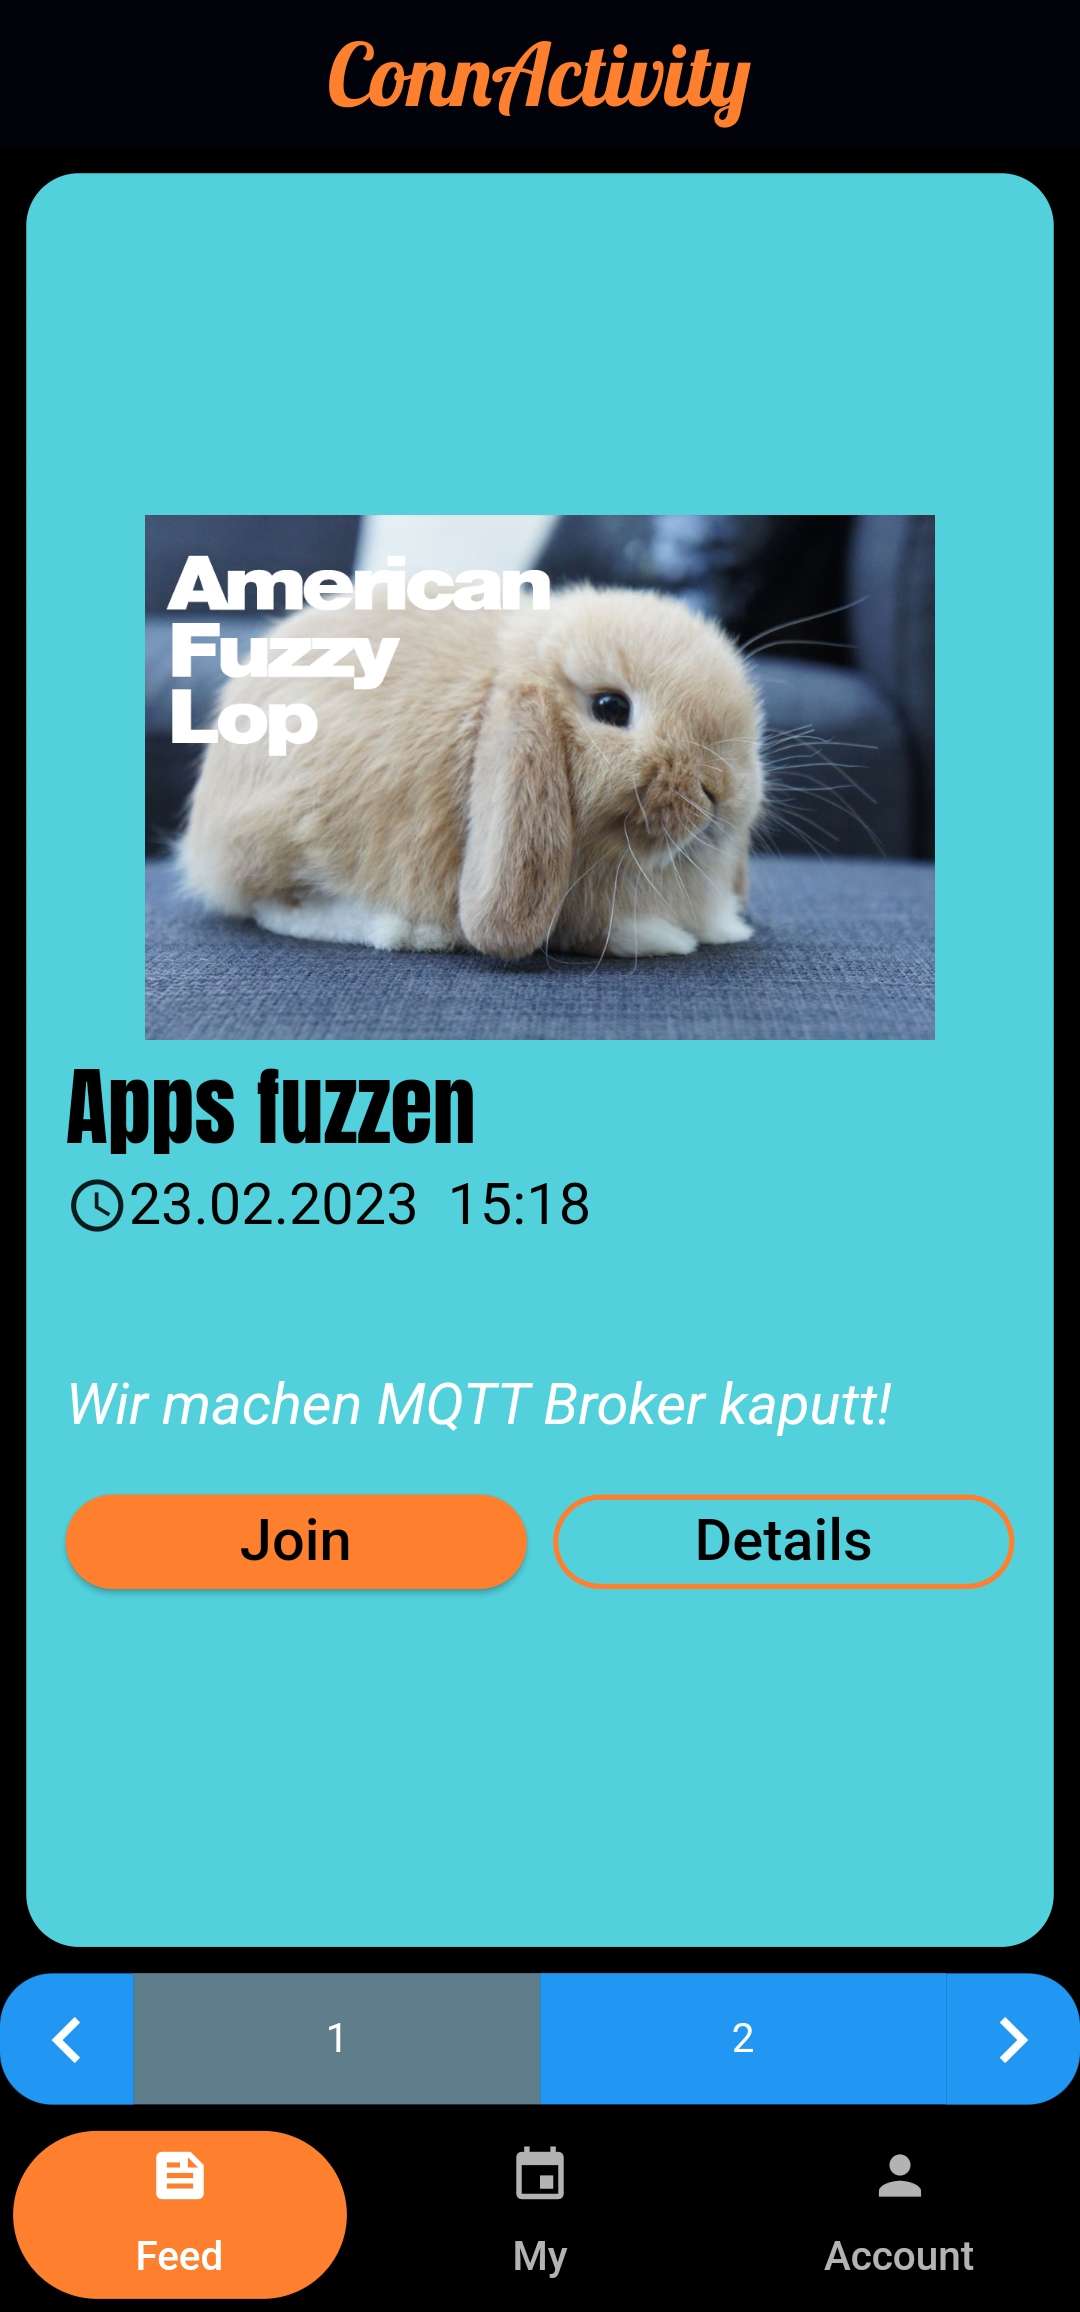 ConnActivity
American
Fuzzy
Lop
Apps fuzzen
23.02.2023 15:18
Wir machen MQTT Broker kaputt!
Join Details
1 2
Feed My Account